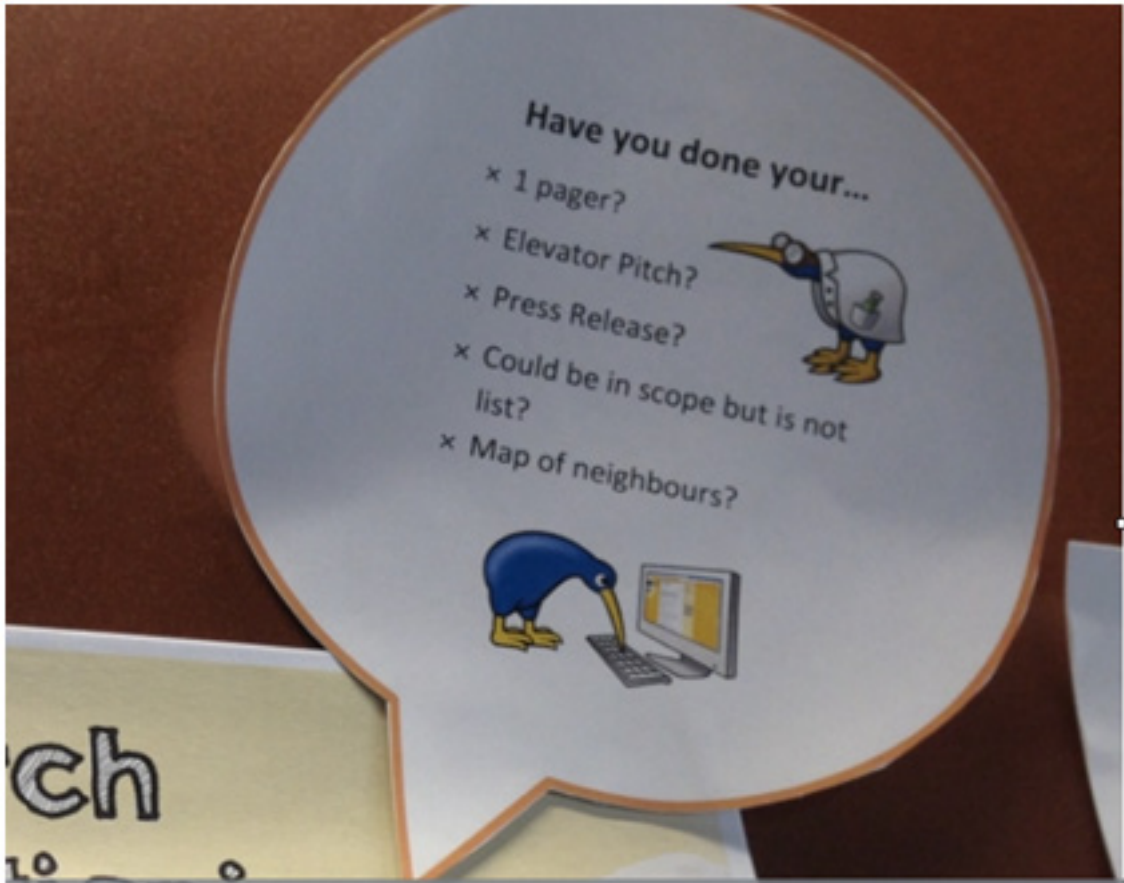 Have you done your...
× 1 pager?
× Elevator Pitch?
× Press Release?
× Could be in scope but is not
list?
× Map of neighbours?
ch